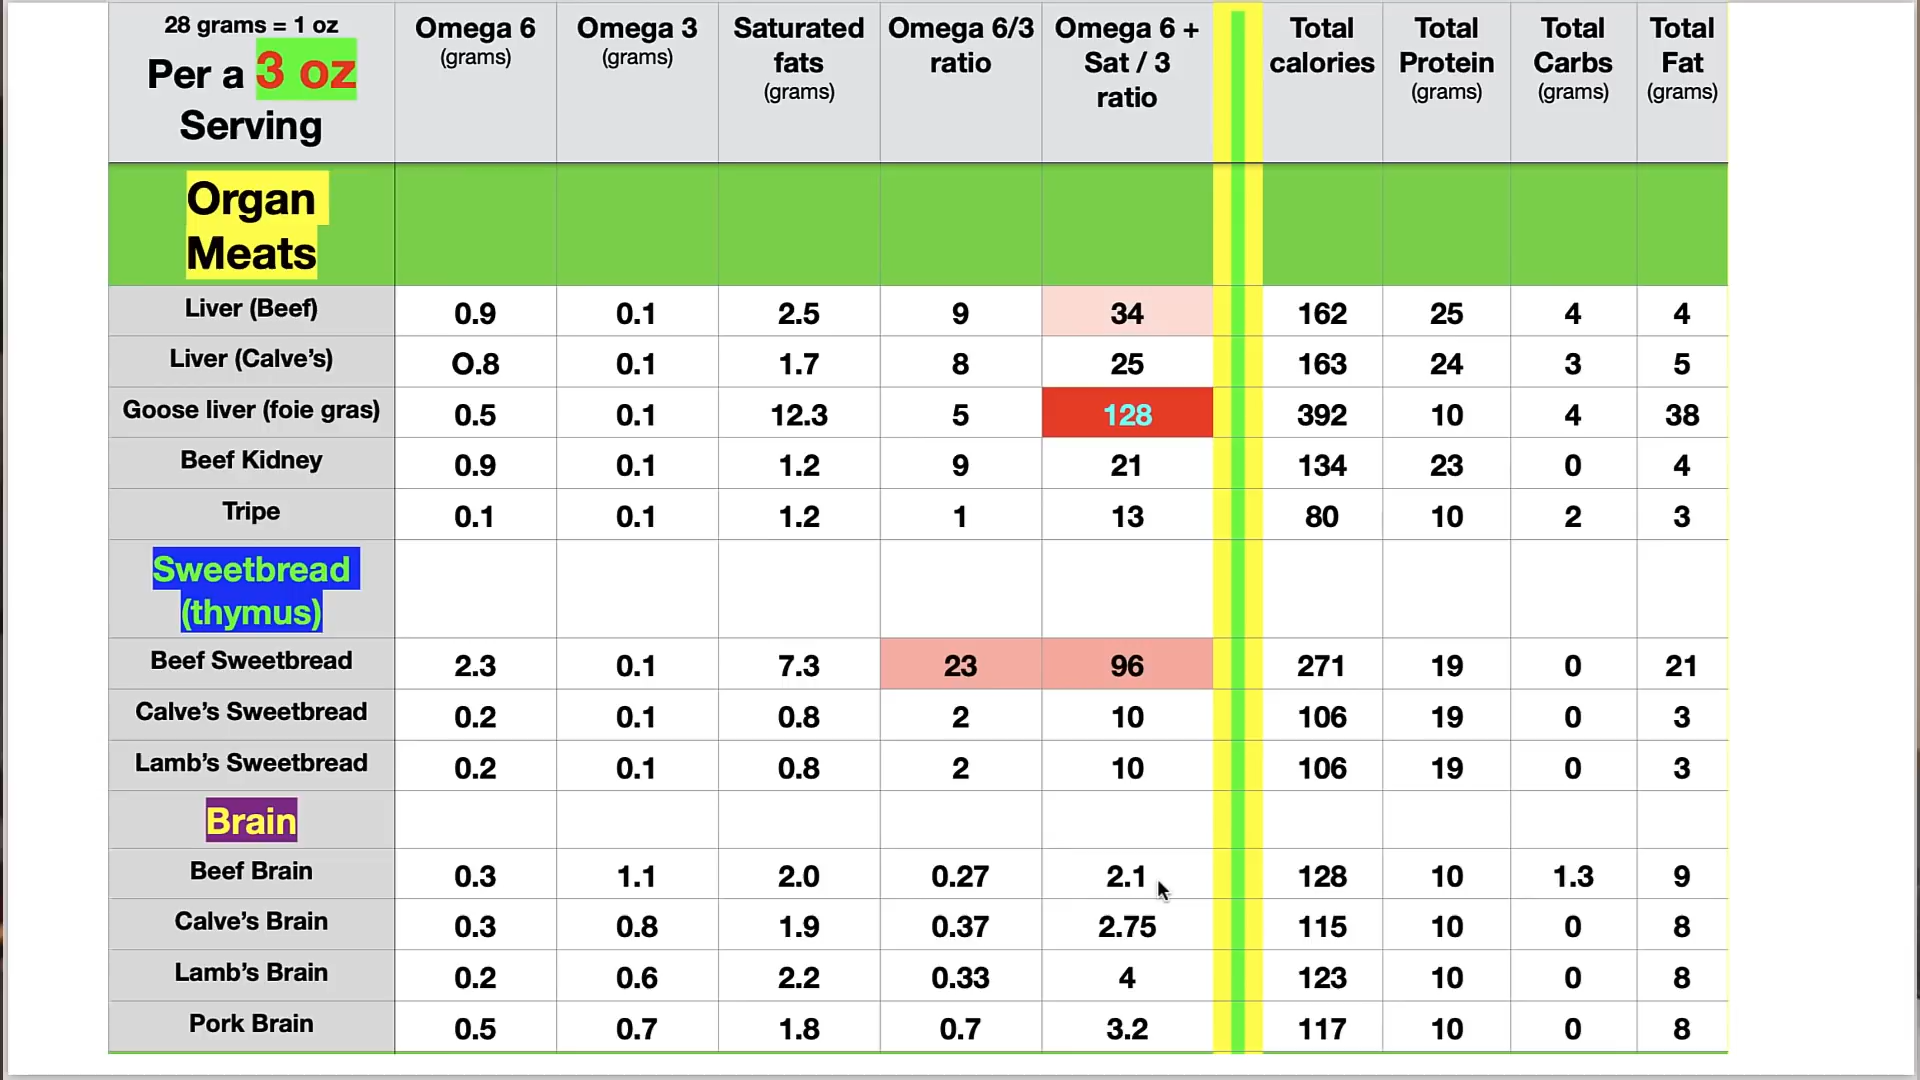 28 grams = 1 oz
Per a 3 oz
Serving
Omega 6
(grams)
Omega 3
(grams)
Saturated
fats
(grams)
Omega 6/3
ratio
Omega 6 +
Sat / 3
ratio
Total
calories
Total
Protein
(grams)
Total
Carbs
(grams)
Total
Fat
(grams)
Organ
Meats
Liver (Beef) 0.9 0.1 2.5 9 34 162 25 4 4
Liver (Calve’s) O.8 0.1 1.7 8 25 163 24 3 5
Goose liver (foie gras) 0.5 0.1 12.3 5 128 392 10 4 38
Beef Kidney 0.9 0.1 1.2 9 21 134 23 0 4
Tripe 0.1 0.1 1.2 1 13 80 10 2 3
Sweetbread
(thymus)
Beef Sweetbread 2.3 0.1 7.3 23 96 271 19 0 21
Calve’s Sweetbread 0.2 0.1 0.8 2 10 106 19 0 3
Lamb’s Sweetbread 0.2 0.1 0.8 2 10 106 19 0 3
Brain
Beef Brain 0.3 1.1 2.0 0.27 2.1 128 10 1.3 9
Calve’s Brain 0.3 0.8 1.9 0.37 2.75 115 10 0 8
Lamb’s Brain 0.2 0.6 2.2 0.33 4 123 10 0 8
Pork Brain 0.5 0.7 1.8 0.7 3.2 117 10 0 8